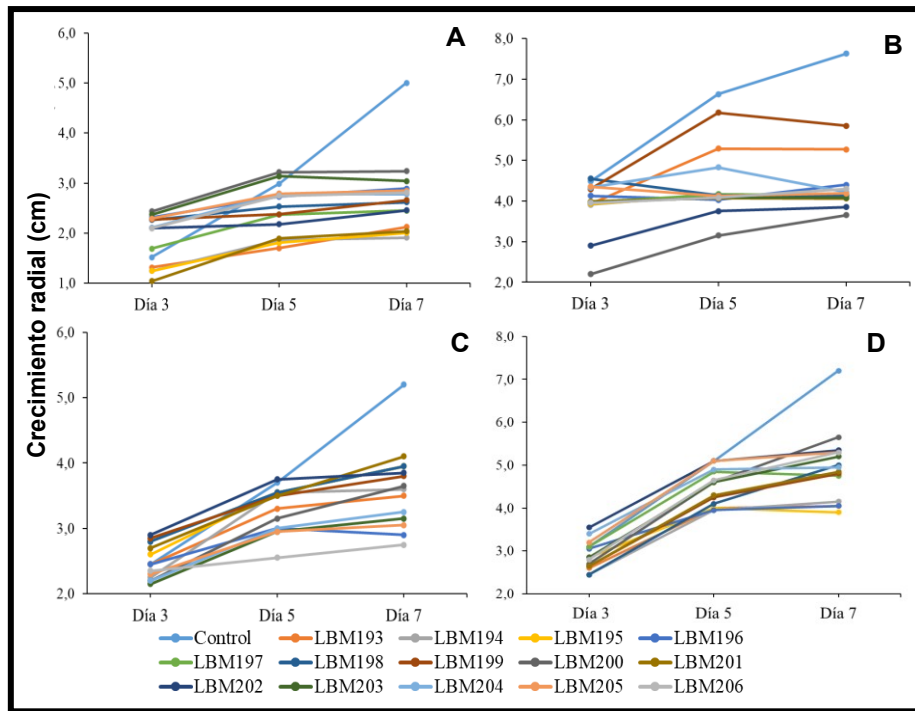 A
6,0
5,0
4,0
3,0
2,0
1,0
Día 3 Día 5 Día 7
B
8,0
7,0
6,0
5,0
4,0
3,0
2,0
Día 3 Día 5 Día 7
Crecimiento radial (cm)
C
6,0
5,0
4,0
3,0
2,0
Día 3 Día 5 Día 7
D
8,0
7,0
6,0
5,0
4,0
3,0
2,0
Día 3 Día 5 Día 7
Control LBM193 LBM194 LBM195 LBM196
LBM197 LBM198 LBM199 LBM200 LBM201
LBM202 LBM203 LBM204 LBM205 LBM206